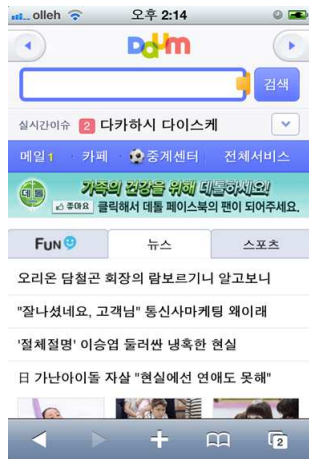 olleh 오후 2:14
Daum
검색
실시간이슈 2 다카하시 다이스케
메일1 · 카페 · 중계센터 전체서비스
데톨 가족의 건강을 위해 데톨하세요!
좋아요 클릭해서 데톨 페이스북의 팬이 되어주세요.
FUN 뉴스 스포츠
오리온 담철곤 회장의 람보르기니 알고보니
"잘나셨네요, 고객님" 통신사마케팅 왜이래
'절체절명' 이승엽 둘러싼 냉혹한 현실
日 가난아이돌 자살 "현실에선 연애도 못해"
2